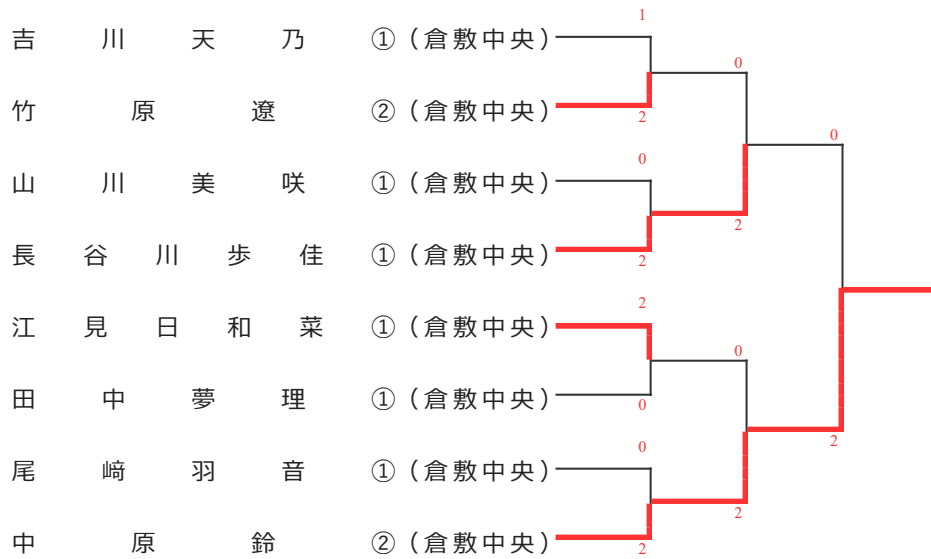 1
吉川天乃 ①（倉敷中央）
0
竹原遼 ②（倉敷中央）
2
0
0
山川美咲 ①（倉敷中央）
2
長谷川歩佳 ①（倉敷中央）
2
2
江見日和菜 ①（倉敷中央）
0
田中夢理 ①（倉敷中央）
0
2
0
尾﨑羽音 ①（倉敷中央）
2
中原鈴 ②（倉敷中央）
2